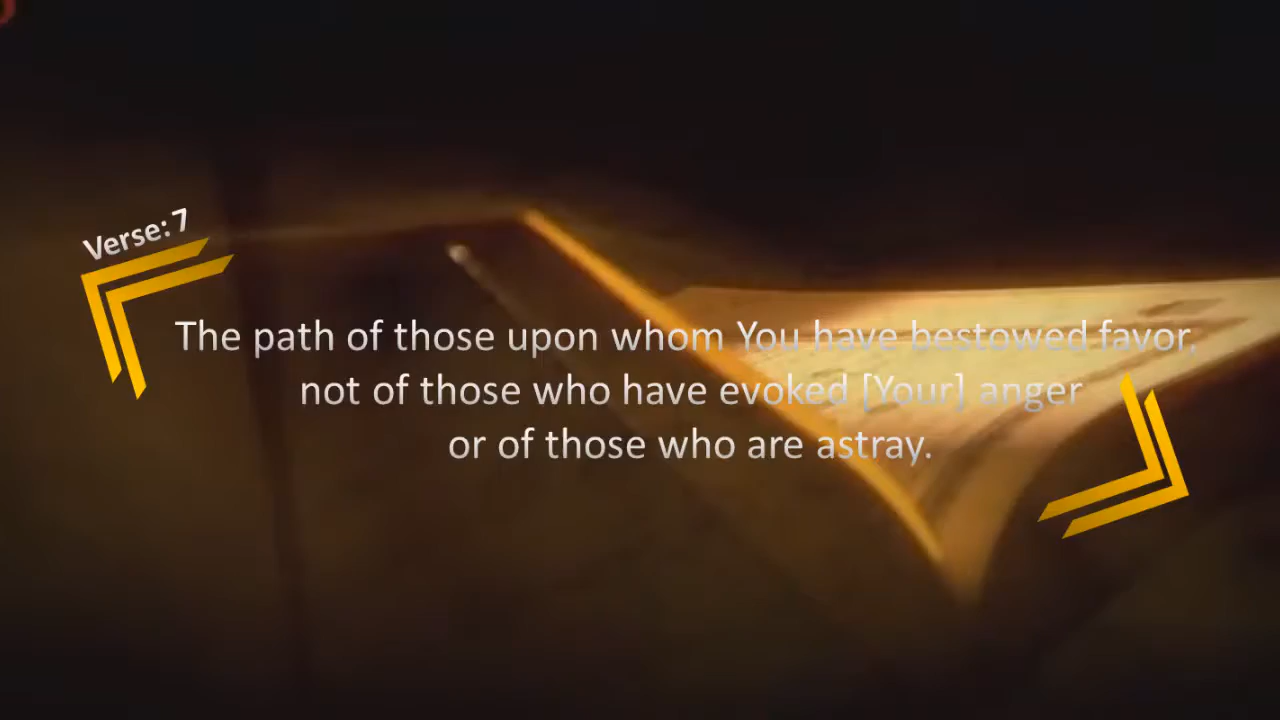 Verse: 7
The path of those upon whom You have bestowed favor,
not of those who have evoked [Your] anger
or of those who are astray.